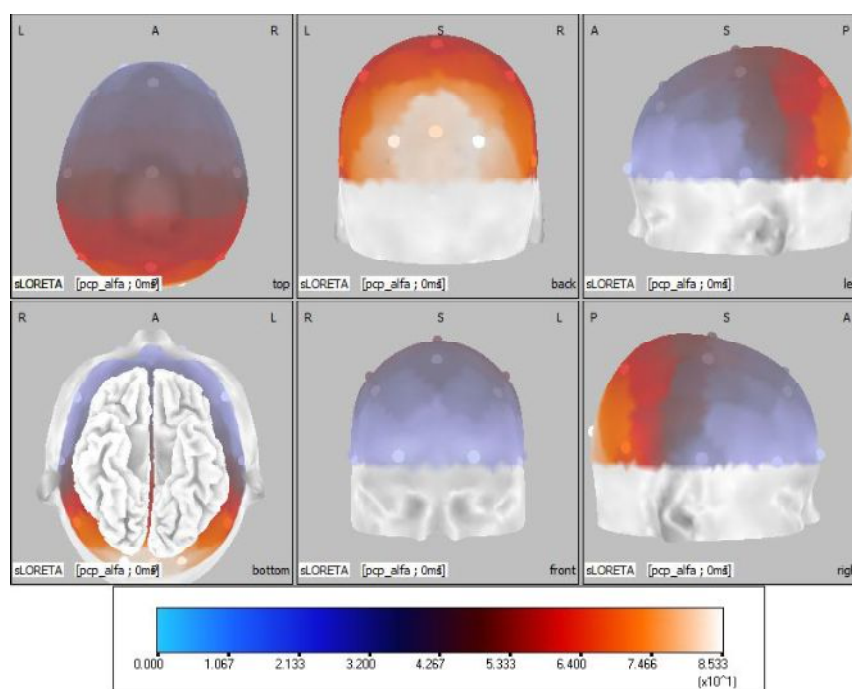 L A R
sLORETA [pcp_alfa ; 0ms] top
L S R
sLORETA [pcp_alfa ; 0ms] back
A S P
sLORETA [pcp_alfa ; 0ms] le
R A L
sLORETA [pcp_alfa ; 0ms] bottom
R S L
sLORETA [pcp_alfa ; 0ms] front
P S A
sLORETA [pcp_alfa ; 0ms] righ
0.000 1.067 2.133 3.200 4.267 5.333 6.400 7.466 8.533
[x10^1]